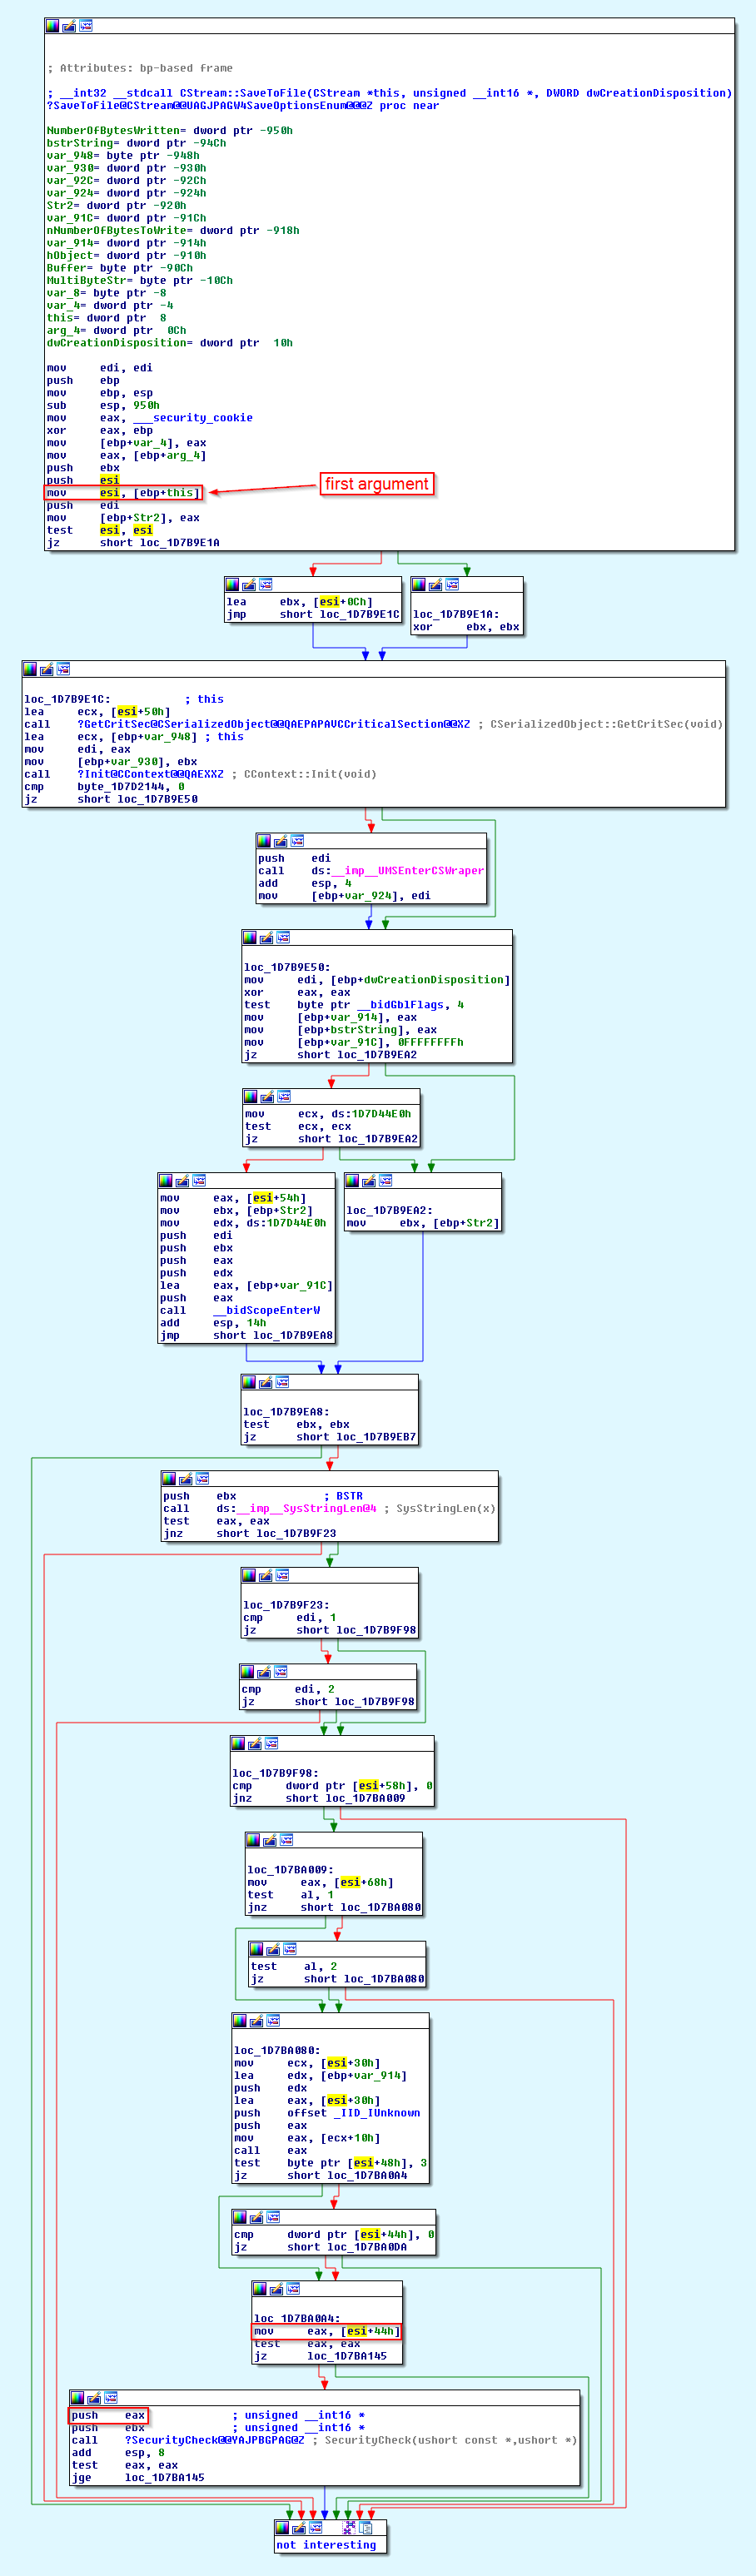 ; Attributes: bp-based frame
; __int32 __stdcall CStream::SaveToFile(CStream *this, unsigned __int16 *, DWORD dwCreationDisposition)
?SaveToFile@CStream@@UAGJPAGW4SaveOptionsEnum@@@Z proc near
NumberOfBytesWritten= dword ptr -950h
bstrString= dword ptr -94Ch
var_948= byte ptr -948h
var_930= dword ptr -930h
var_92C= dword ptr -92Ch
var_924= dword ptr -924h
Str2= dword ptr -920h
var_91C= dword ptr -91Ch
nNumberOfBytesToWrite= dword ptr -918h
var_914= dword ptr -914h
hObject= dword ptr -910h
Buffer= byte ptr -90Ch
MultiByteStr= byte ptr -10Ch
var_8= byte ptr -8
var_4= dword ptr -4
this= dword ptr  8
arg_4= dword ptr  0Ch
dwCreationDisposition= dword ptr  10h
mov     edi, edi
push    ebp
mov     ebp, esp
sub     esp, 950h
mov     eax, ___security_cookie
xor     eax, ebp
mov     [ebp+var_4], eax
mov     eax, [ebp+arg_4]
push    ebx
push    esi
mov     esi, [ebp+this]
first argument
push    edi
mov     [ebp+Str2], eax
test    esi, esi
jz      short loc_1D7B9E1A
lea     ebx, [esi+0Ch]
jmp     short loc_1D7B9E1C
loc_1D7B9E1A:
xor     ebx, ebx
loc_1D7B9E1C:           ; this
lea     ecx, [esi+50h]
call    ?GetCritSec@CSerializedObject@@QAEPAPAVCCriticalSection@@XZ ; CSerializedObject::GetCritSec(void)
lea     ecx, [ebp+var_948] ; this
mov     edi, eax
mov     [ebp+var_930], ebx
call    ?Init@CContext@@QAEXXZ ; CContext::Init(void)
cmp     byte_1D7D2144, 0
jz      short loc_1D7B9E50
push    edi
call    ds:__imp__UMSEnterCSWraper
add     esp, 4
mov     [ebp+var_924], edi
loc_1D7B9E50:
mov     edi, [ebp+dwCreationDisposition]
xor     eax, eax
test    byte ptr __bidGblFlags, 4
mov     [ebp+var_914], eax
mov     [ebp+bstrString], eax
mov     [ebp+var_91C], 0FFFFFFFFh
jz      short loc_1D7B9EA2
mov     ecx, ds:1D7D44E0h
test    ecx, ecx
jz      short loc_1D7B9EA2
mov     eax, [esi+54h]
mov     ebx, [ebp+Str2]
mov     edx, ds:1D7D44E0h
push    edi
push    ebx
push    eax
push    edx
lea     eax, [ebp+var_91C]
push    eax
call    __bidScopeEnterW
add     esp, 14h
jmp     short loc_1D7B9EA8
loc_1D7B9EA2:
mov     ebx, [ebp+Str2]
loc_1D7B9EA8:
test    ebx, ebx
jz      short loc_1D7B9EB7
push    ebx             ; BSTR
call    ds:__imp__SysStringLen@4 ; SysStringLen(x)
test    eax, eax
jnz     short loc_1D7B9F23
loc_1D7B9F23:
cmp     edi, 1
jz      short loc_1D7B9F98
cmp     edi, 2
jz      short loc_1D7B9F98
loc_1D7B9F98:
cmp     dword ptr [esi+58h], 0
jnz     short loc_1D7BA009
loc_1D7BA009:
mov     eax, [esi+68h]
test    al, 1
jnz     short loc_1D7BA080
test    al, 2
jz      short loc_1D7BA080
loc_1D7BA080:
mov     ecx, [esi+30h]
lea     edx, [ebp+var_914]
push    edx
lea     eax, [esi+30h]
push    offset _IID_IUnknown
push    eax
mov     eax, [ecx+10h]
call    eax
test    byte ptr [esi+48h], 3
jz      short loc_1D7BA0A4
cmp     dword ptr [esi+44h], 0
jz      short loc_1D7BA0DA
loc_1D7BA0A4:
mov     eax, [esi+44h]
test    eax, eax
jz      loc_1D7BA145
push    eax             ; unsigned __int16 *
push    ebx             ; unsigned __int16 *
call    ?SecurityCheck@@YAJPBGPAG@Z ; SecurityCheck(ushort const *,ushort *)
add     esp, 8
test    eax, eax
jge     loc_1D7BA145
not interesting